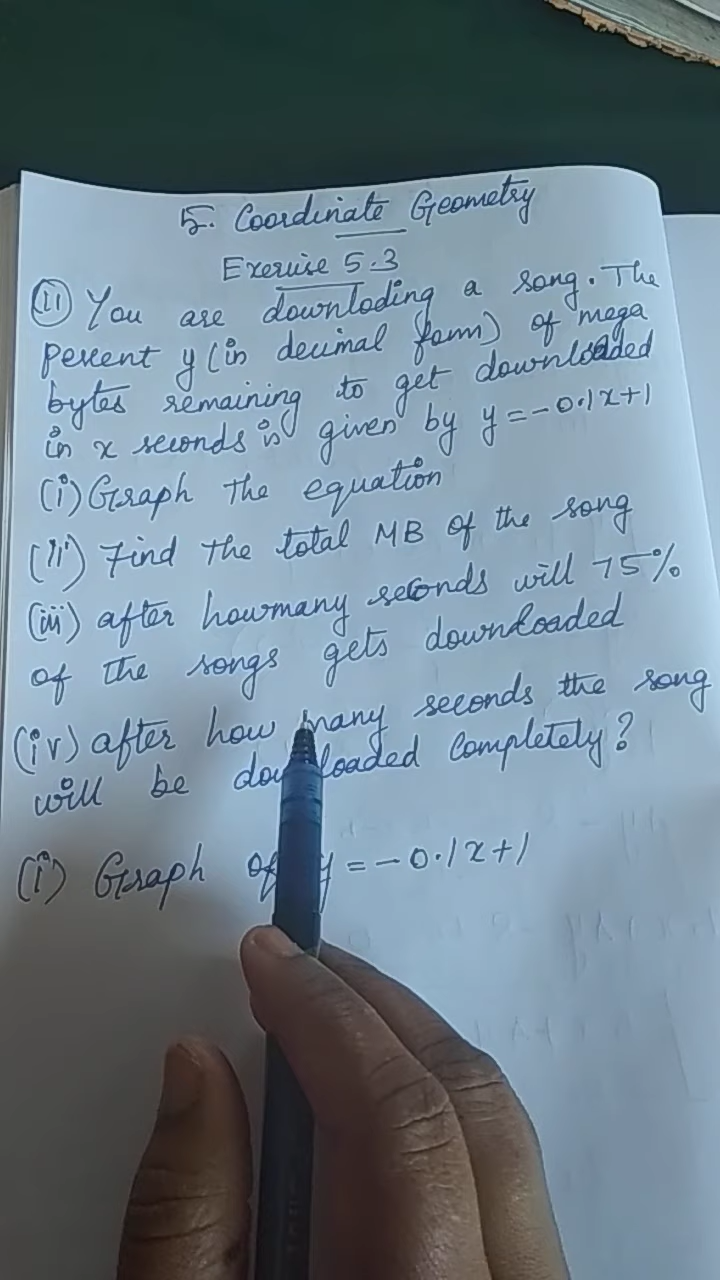 5. Coordinate Geometry
Exercise 5.3
(11) You are downloding a song. The
percent y (in decimal form) of mega
bytes remaining to get downloaded
in x seconds is given by y = -0.1x+1
(i) Graph the equation
(ii) Find the total MB of the song
(iii) after howmany seconds will 75%
of the songs gets downloaded
(iv) after how many seconds the song
will be downloaded completely?
(i) Graph of y = -0.1x+1